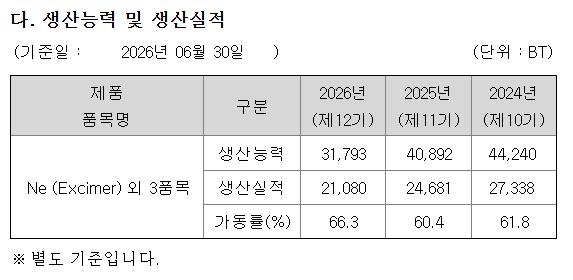 다. 생산능력 및 생산실적
(기준일 : 2026년 06월 30일 ) (단위 : BT)
제품 품목명 구분 2026년 (제12기) 2025년 (제11기) 2024년 (제10기)
Ne (Excimer) 외 3품목 생산능력 31,793 40,892 44,240
생산실적 21,080 24,681 27,338
가동률(%) 66.3 60.4 61.8
※ 별도 기준입니다.